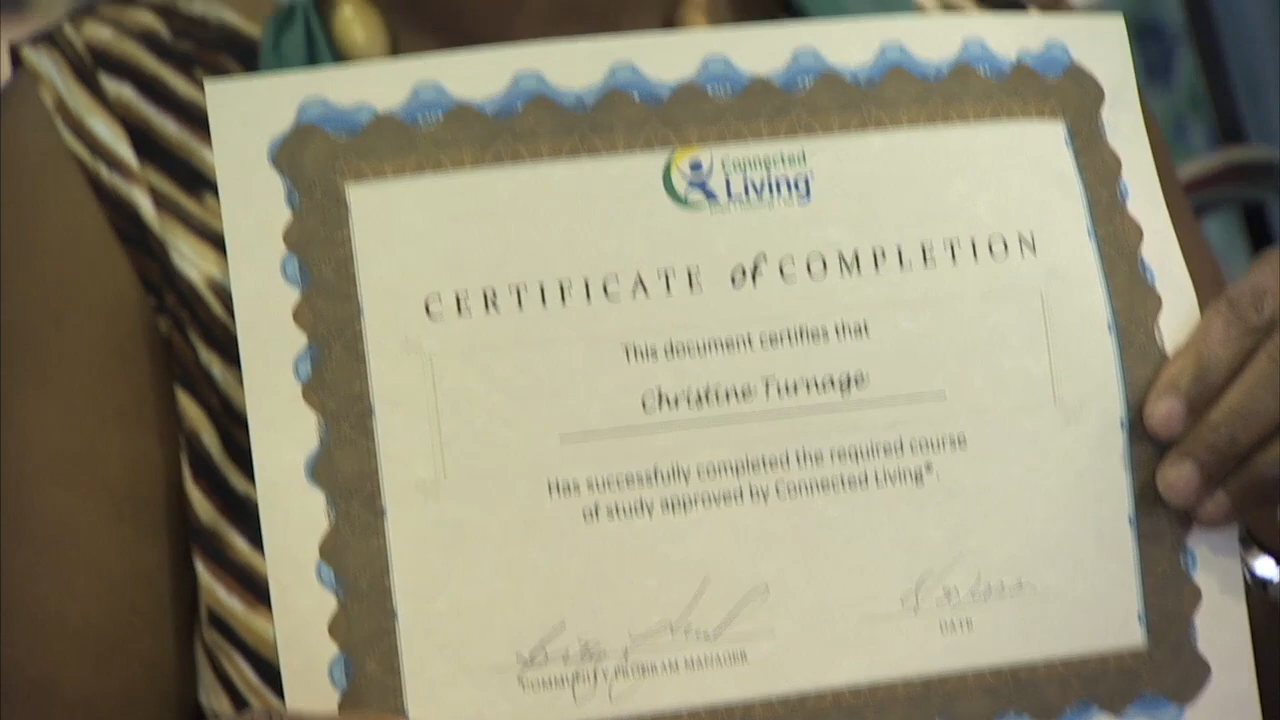 Connected
Living
CERTIFICATE of COMPLETION
This document certifies that
Christine Turnage
Has successfully completed the required course
of study approved by Connected Living®.
COMMUNITY PROGRAM MANAGER
DATE